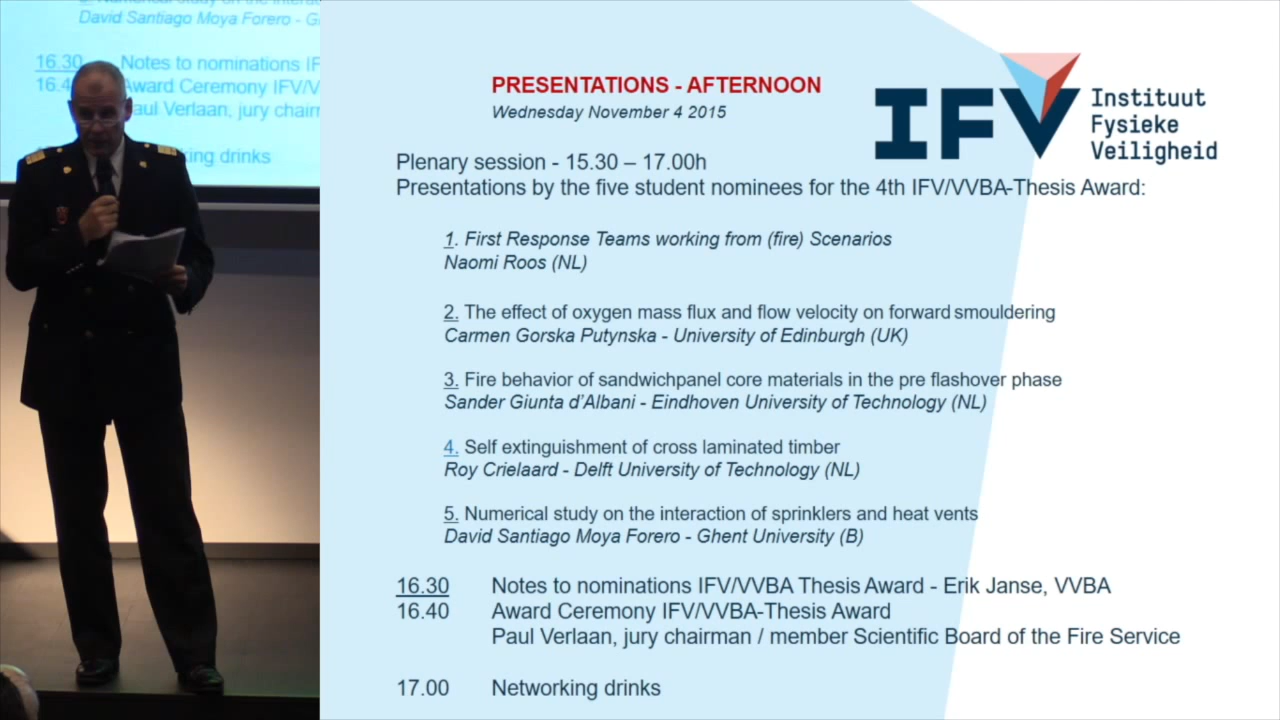 David Santiago Moya Forero - G
16.30 Notes to nominations IF
16.4 Award Ceremony IFV/V
aul Verlaan, jury chairm
king drinks
PRESENTATIONS - AFTERNOON
Wednesday November 4 2015
IFV Instituut
Fysieke
Veiligheid
Plenary session - 15.30 – 17.00h
Presentations by the five student nominees for the 4th IFV/VVBA-Thesis Award:
1. First Response Teams working from (fire) Scenarios
Naomi Roos (NL)
2. The effect of oxygen mass flux and flow velocity on forward smouldering
Carmen Gorska Putynska - University of Edinburgh (UK)
3. Fire behavior of sandwichpanel core materials in the pre flashover phase
Sander Giunta d'Albani - Eindhoven University of Technology (NL)
4. Self extinguishment of cross laminated timber
Roy Crielaard - Delft University of Technology (NL)
5. Numerical study on the interaction of sprinklers and heat vents
David Santiago Moya Forero - Ghent University (B)
16.30 Notes to nominations IFV/VVBA Thesis Award - Erik Janse, VVBA
16.40 Award Ceremony IFV/VVBA-Thesis Award
Paul Verlaan, jury chairman / member Scientific Board of the Fire Service
17.00 Networking drinks